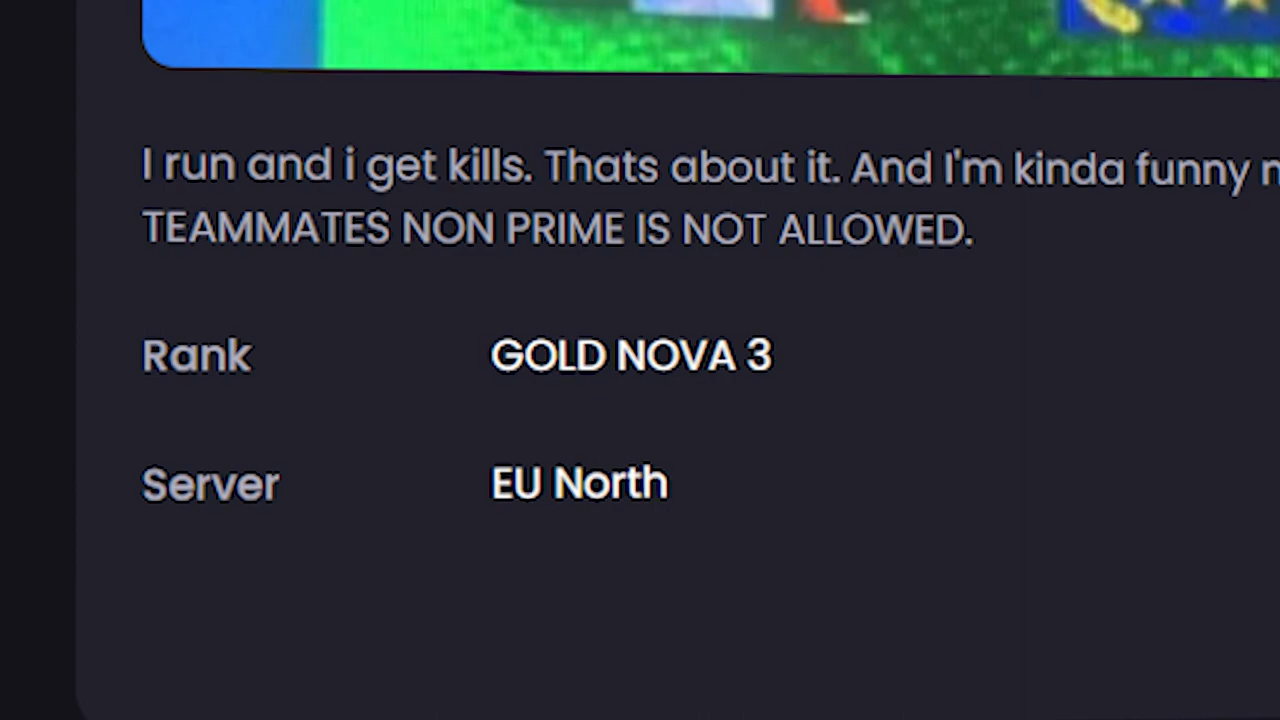 I run and i get kills. Thats about it. And I'm kinda funny
TEAMMATES NON PRIME IS NOT ALLOWED.
Rank GOLD NOVA 3
Server EU North